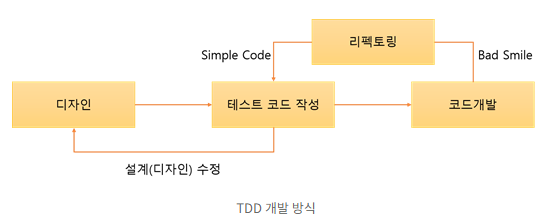 리펙토링
Simple Code
Bad Smile
디자인
테스트 코드 작성
코드개발
설계(디자인) 수정
TDD 개발 방식